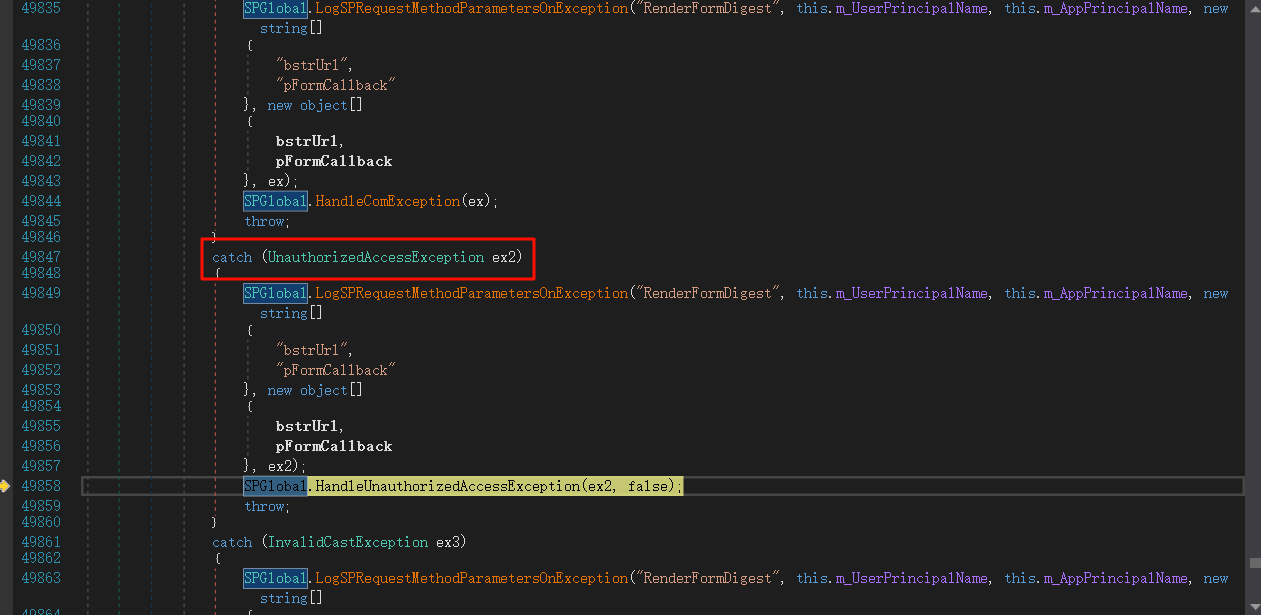 49835 SPGlobal.LogSPRequestMethodParametersOnException("RenderFormDigest", this.m_UserPrincipalName, this.m_AppPrincipalName, new
string[]
49836 {
49837 "bstrUrl",
49838 "pFormCallback"
49839 }, new object[]
49840 {
49841 bstrUrl,
49842 pFormCallback
49843 }, ex);
49844 SPGlobal.HandleComException(ex);
49845 throw;
49846 }
49847 catch (UnauthorizedAccessException ex2)
49848 {
49849 SPGlobal.LogSPRequestMethodParametersOnException("RenderFormDigest", this.m_UserPrincipalName, this.m_AppPrincipalName, new
string[]
49850 {
49851 "bstrUrl",
49852 "pFormCallback"
49853 }, new object[]
49854 {
49855 bstrUrl,
49856 pFormCallback
49857 }, ex2);
49858 SPGlobal.HandleUnauthorizedAccessException(ex2, false);
49859 throw;
49860 }
49861 catch (InvalidCastException ex3)
49862 {
49863 SPGlobal.LogSPRequestMethodParametersOnException("RenderFormDigest", this.m_UserPrincipalName, this.m_AppPrincipalName, new
string[]
49864 {